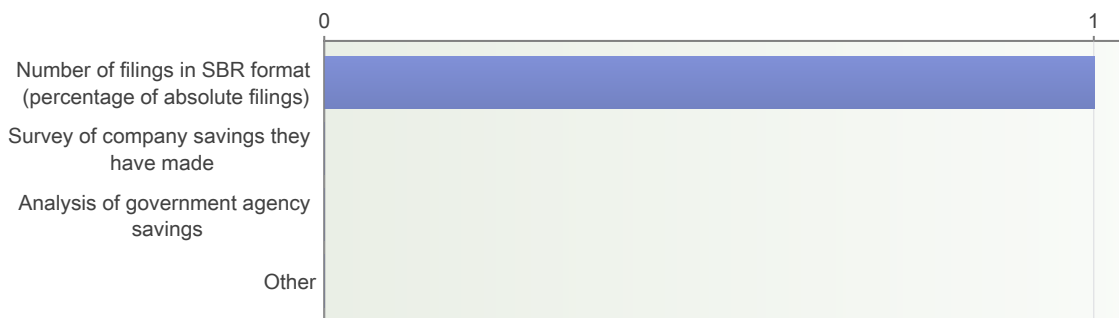 0 1
Number of filings in SBR format
(percentage of absolute filings)
Survey of company savings they
have made
Analysis of government agency
savings
Other